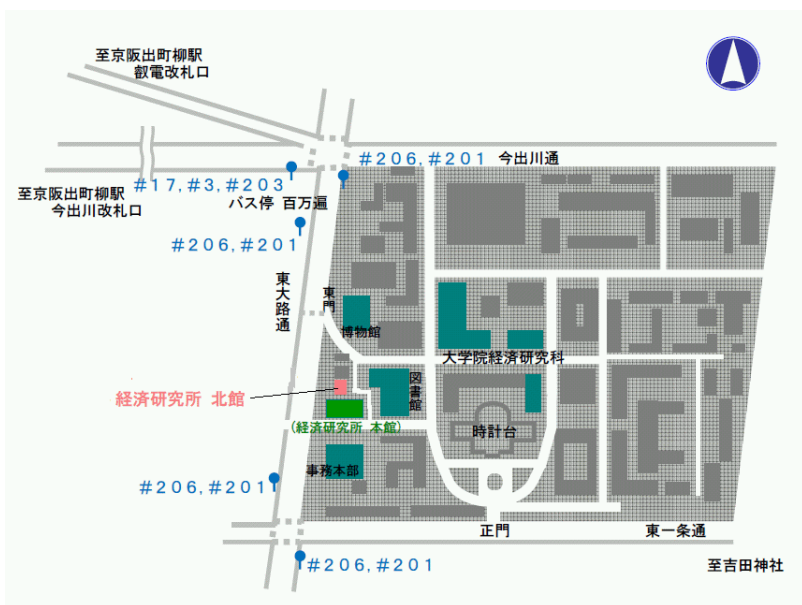 至京阪出町柳駅
叡電改札口
#206,#201
今出川通
#17,#3,#203
至京阪出町柳駅
今出川改札口
バス停 百万遍
#206,#201
東大路通
東門
博物館
大学院経済研究科
図書館
経済研究所 北館
(経済研究所 本館)
時計台
事務本部
#206,#201
正門
東一条通
#206,#201
至吉田神社